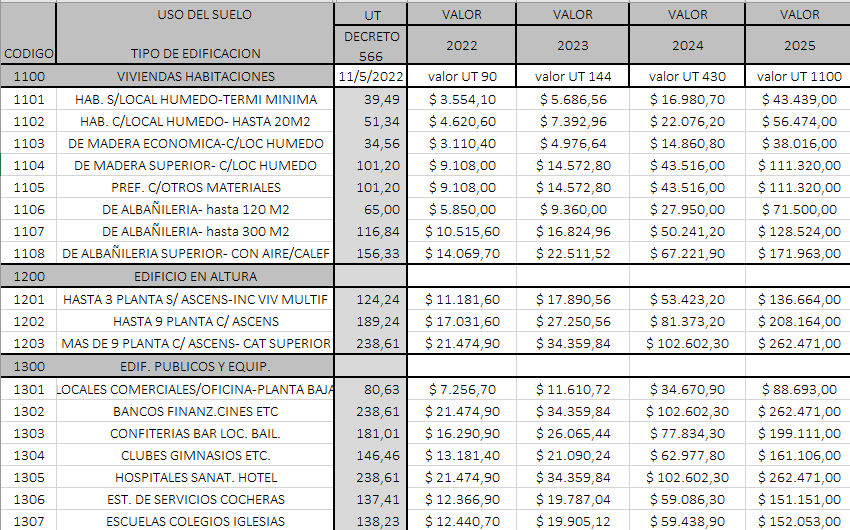 USO DEL SUELO UT VALOR VALOR VALOR VALOR
CODIGO TIPO DE EDIFICACION DECRETO 566 2022 2023 2024 2025
1100 VIVIENDAS HABITACIONES 11/5/2022 valor UT 90 valor UT 144 valor UT 430 valor UT 1100
1101 HAB. S/LOCAL HUMEDO-TERMI MINIMA 39,49 $ 3.554,10 $ 5.686,56 $ 16.980,70 $ 43.439,00
1102 HAB. C/LOCAL HUMEDO- HASTA 20M2 51,34 $ 4.620,60 $ 7.392,96 $ 22.076,20 $ 56.474,00
1103 DE MADERA ECONOMICA-C/LOC HUMEDO 34,56 $ 3.110,40 $ 4.976,64 $ 14.860,80 $ 38.016,00
1104 DE MADERA SUPERIOR- C/LOC HUMEDO 101,20 $ 9.108,00 $ 14.572,80 $ 43.516,00 $ 111.320,00
1105 PREF. C/OTROS MATERIALES 101,20 $ 9.108,00 $ 14.572,80 $ 43.516,00 $ 111.320,00
1106 DE ALBAÑILERIA- hasta 120 M2 65,00 $ 5.850,00 $ 9.360,00 $ 27.950,00 $ 71.500,00
1107 DE ALBAÑILERIA- hasta 300 M2 116,84 $ 10.515,60 $ 16.824,96 $ 50.241,20 $ 128.524,00
1108 DE ALBAÑILERIA SUPERIOR- CON AIRE/CALEF 156,33 $ 14.069,70 $ 22.511,52 $ 67.221,90 $ 171.963,00
1200 EDIFICIO EN ALTURA
1201 HASTA 3 PLANTA S/ ASCENS-INC VIV MULTIF 124,24 $ 11.181,60 $ 17.890,56 $ 53.423,20 $ 136.664,00
1202 HASTA 9 PLANTA C/ ASCENS 189,24 $ 17.031,60 $ 27.250,56 $ 81.373,20 $ 208.164,00
1203 MAS DE 9 PLANTA C/ ASCENS- CAT SUPERIOR 238,61 $ 21.474,90 $ 34.359,84 $ 102.602,30 $ 262.471,00
1300 EDIF. PUBLICOS Y EQUIP.
1301 LOCALES COMERCIALES/OFICINA-PLANTA BAJA 80,63 $ 7.256,70 $ 11.610,72 $ 34.670,90 $ 88.693,00
1302 BANCOS FINANZ.CINES ETC 238,61 $ 21.474,90 $ 34.359,84 $ 102.602,30 $ 262.471,00
1303 CONFITERIAS BAR LOC. BAIL. 181,01 $ 16.290,90 $ 26.065,44 $ 77.834,30 $ 199.111,00
1304 CLUBES GIMNASIOS ETC. 146,46 $ 13.181,40 $ 21.090,24 $ 62.977,80 $ 161.106,00
1305 HOSPITALES SANAT. HOTEL 238,61 $ 21.474,90 $ 34.359,84 $ 102.602,30 $ 262.471,00
1306 EST. DE SERVICIOS COCHERAS 137,41 $ 12.366,90 $ 19.787,04 $ 59.086,30 $ 151.151,00
1307 ESCUELAS COLEGIOS IGLESIAS 138,23 $ 12.440,70 $ 19.905,12 $ 59.438,90 $ 152.053,00